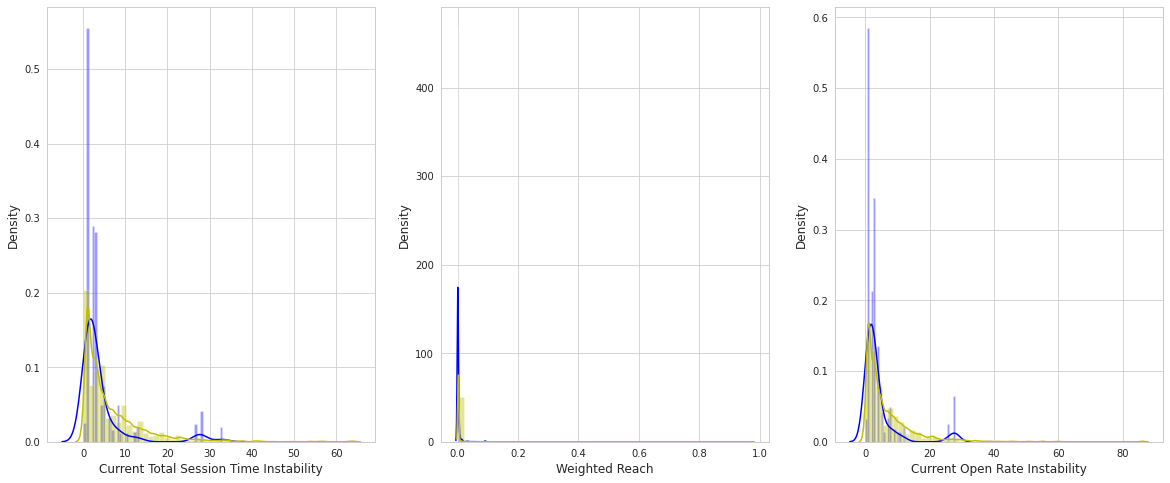 Density
0.5
0.4
0.3
0.2
0.1
0.0
0 10 20 30 40 50 60
Current Total Session Time Instability
Density
400
300
200
100
0
0.0 0.2 0.4 0.6 0.8 1.0
Weighted Reach
Density
0.6
0.5
0.4
0.3
0.2
0.1
0.0
0 20 40 60 80
Current Open Rate Instability